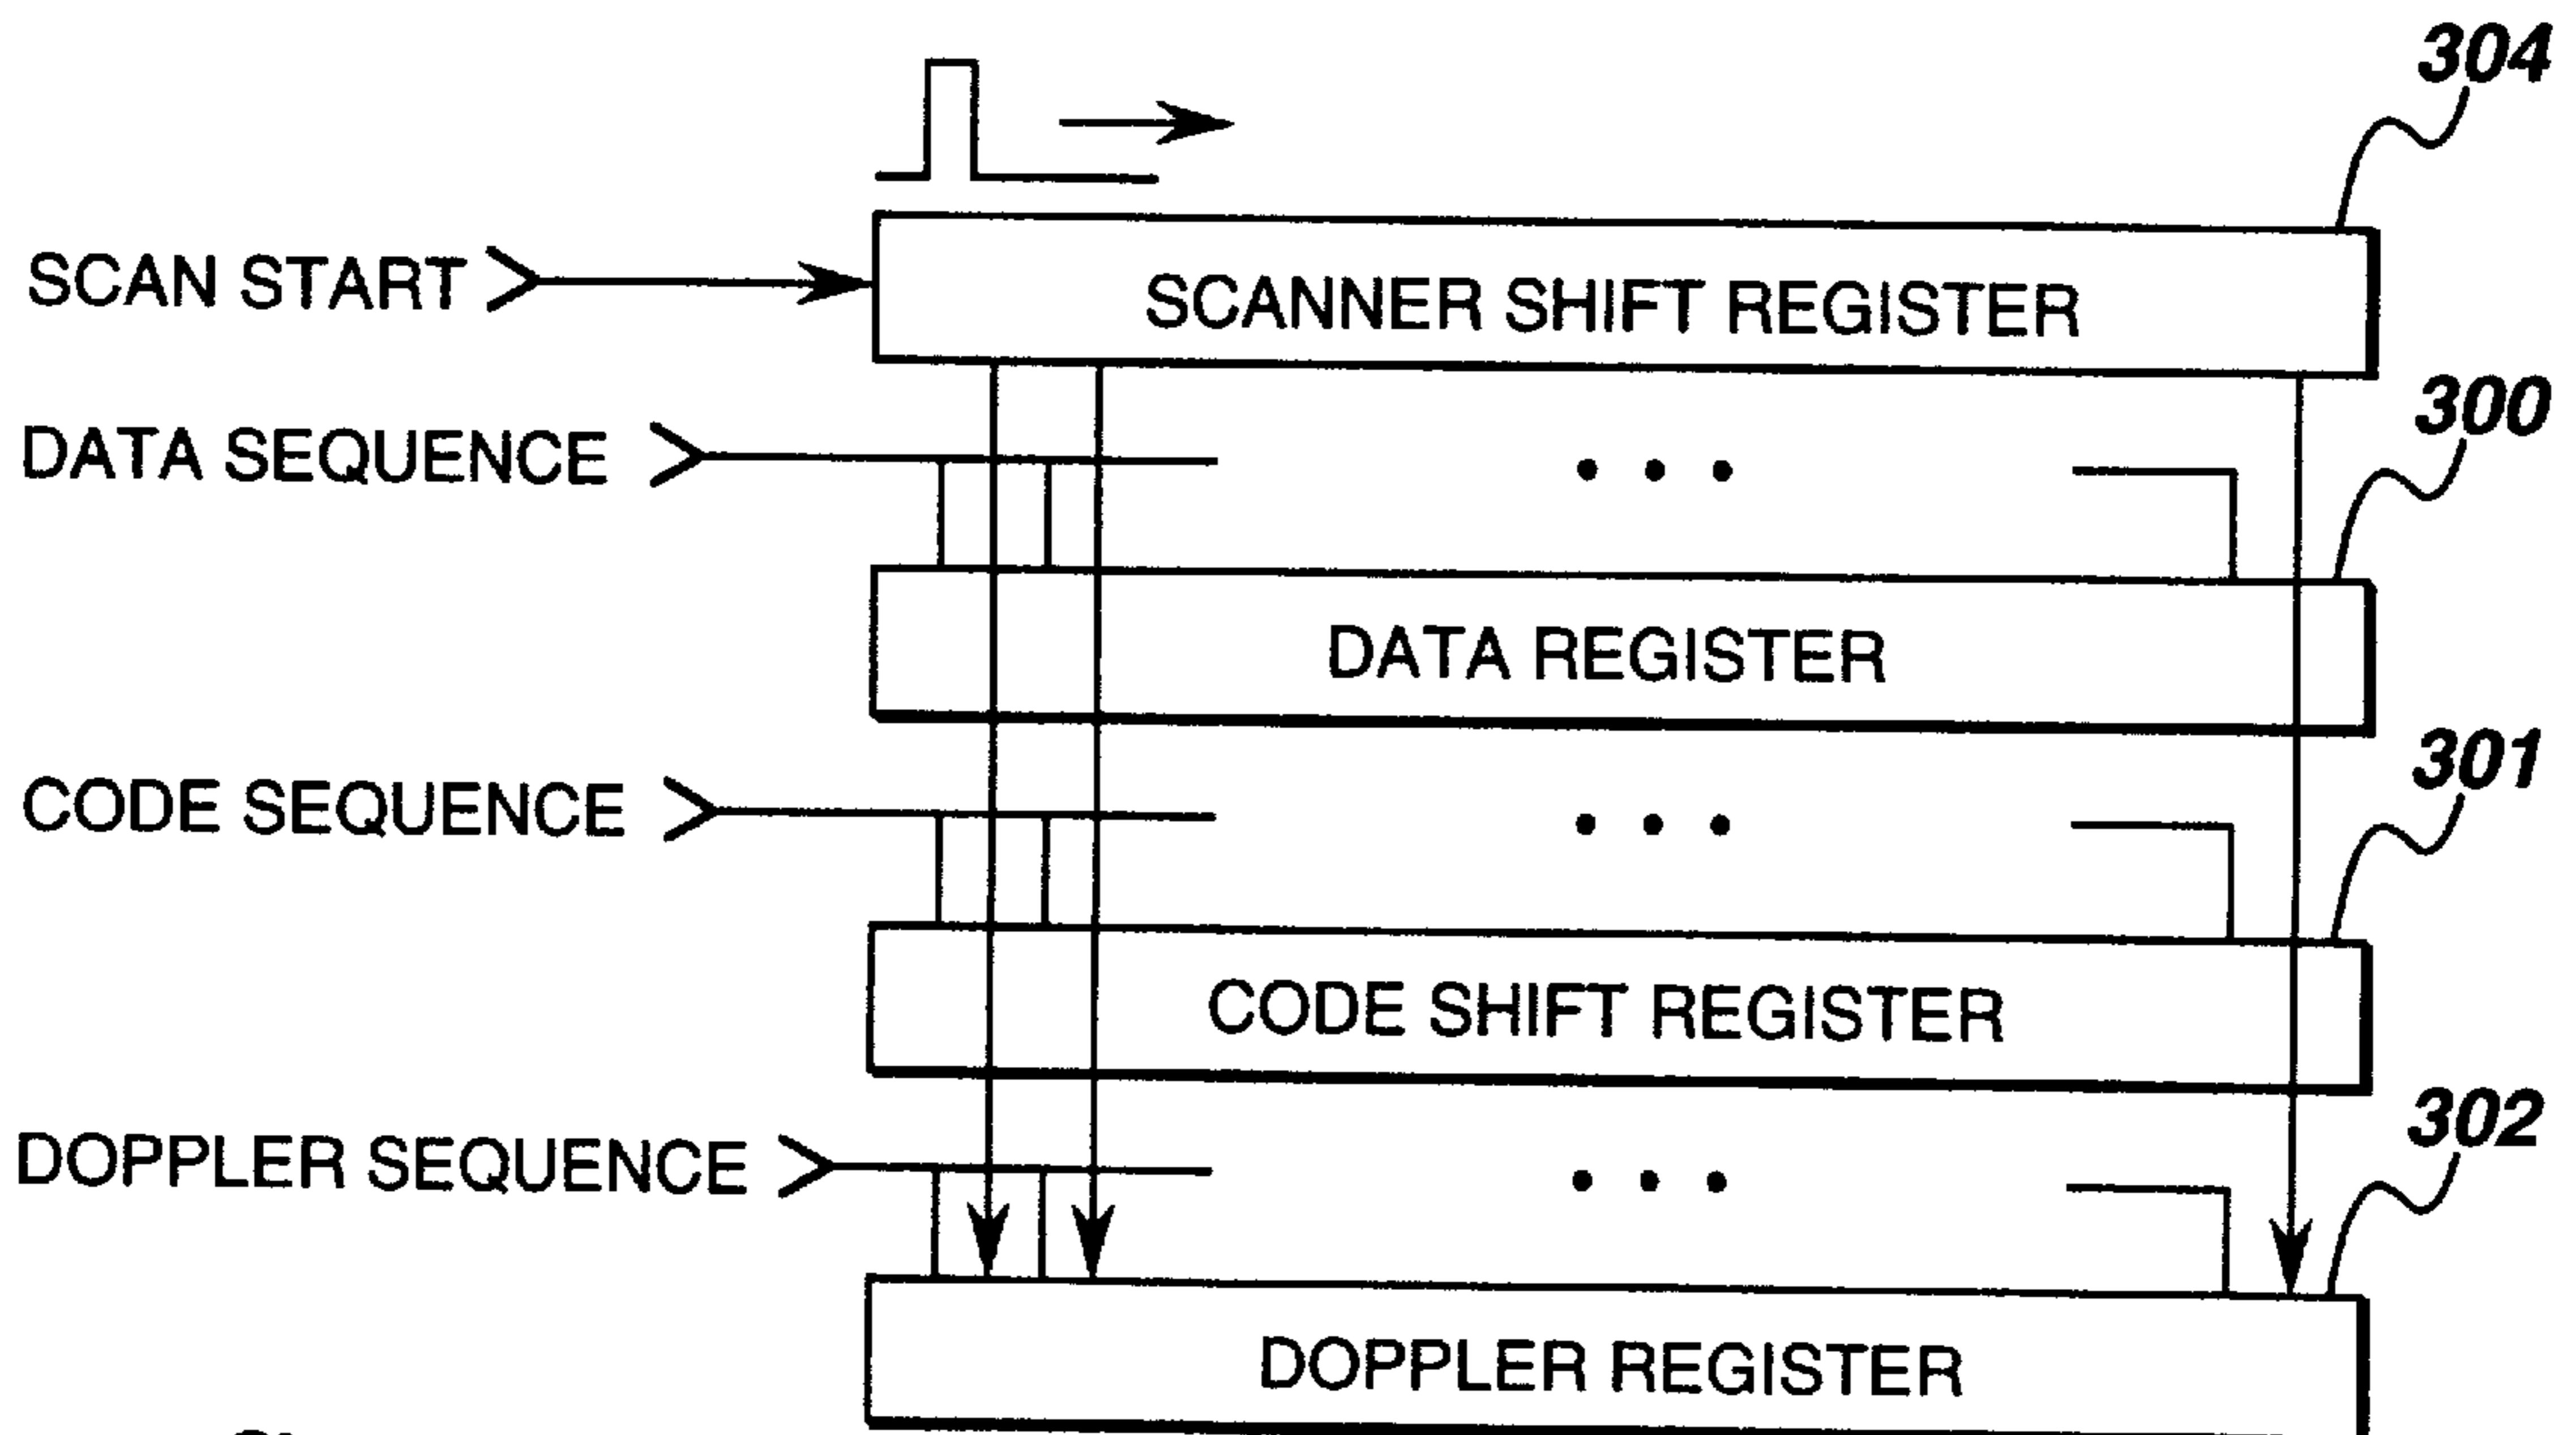 304
SCAN START
SCANNER SHIFT REGISTER
300
DATA SEQUENCE
DATA REGISTER
301
CODE SEQUENCE
CODE SHIFT REGISTER
302
DOPPLER SEQUENCE
DOPPLER REGISTER